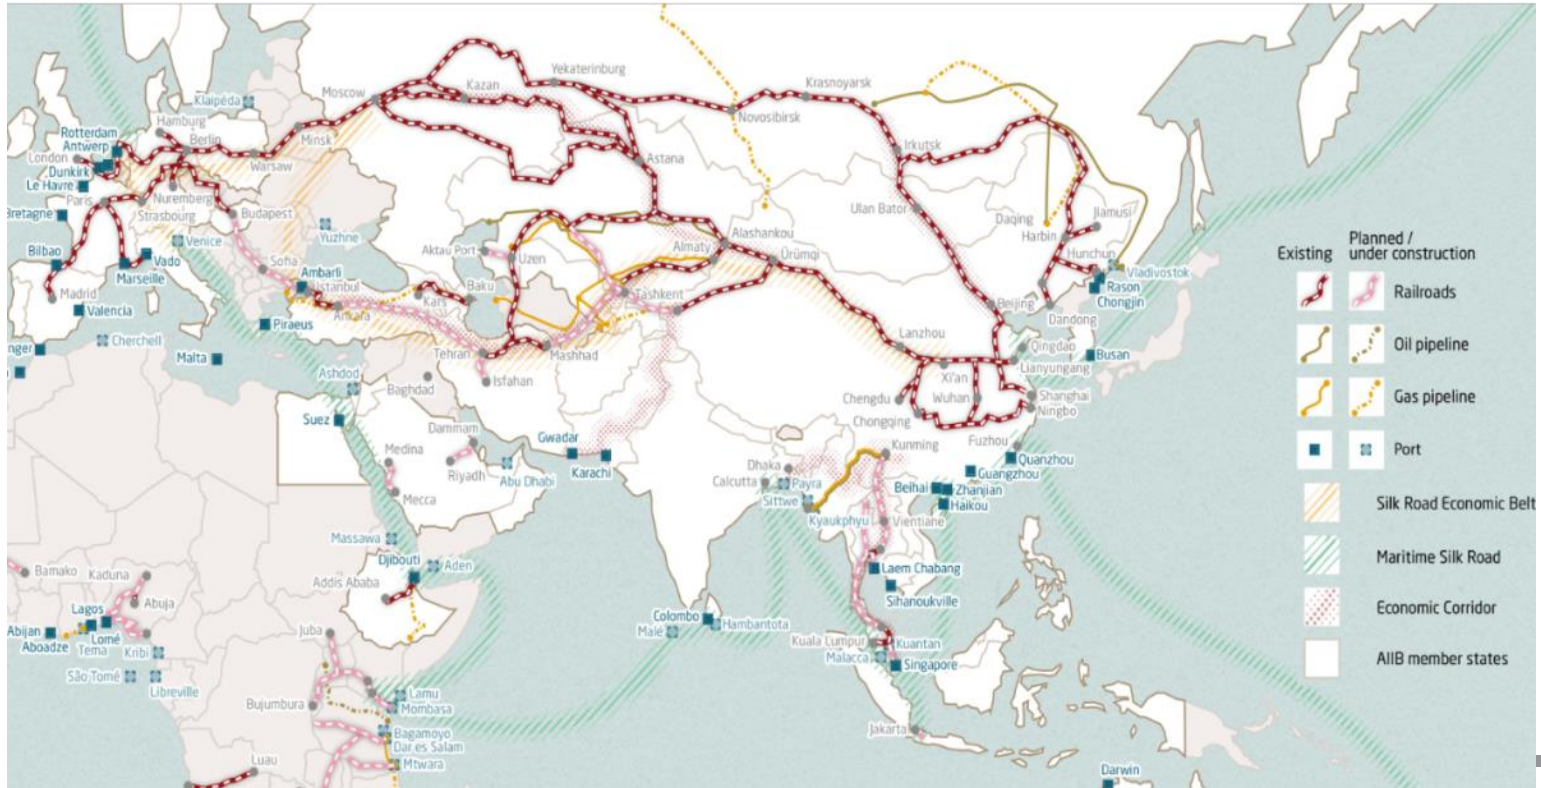 Yekaterinburg
Krasnoyarsk
Kazan
Moscow
Klaipėda
Novosibirsk
Hamburg
Rotterdam
Berlin
Minsk
Antwerp
Irkutsk
London
Warsaw
Astana
Dunkirk
Le Havre
Nuremberg
Paris
Strasbourg
Budapest
Ulan Bator
Daqing
Jiamusi
Bretagne
Yuzhne
Alashankou
Harbin
Venice
Almaty
Ürümqi
Bilbao
Aktau Port
Uzen
Hunchun
Vado
Sofia
Vladivostok
Marseille
Ambarli
Istanbul
Baku
Rason
Madrid
Kars
Tashkent
Beijing
Chongjin
Valencia
Ankara
Dandong
Piraeus
Lanzhou
Cherchell
Qingdao
nger
Malta
Tehran
Mashhad
Busan
Lianyungang
Ashdod
Isfahan
Xi'an
Baghdad
Chengdu
Wuhan
Shanghai
Ningbo
Suez
Dammam
Chongqing
Medina
Gwadar
Kunming
Fuzhou
Riyadh
Karachi
Dhaka
Quanzhou
Abu Dhabi
Calcutta
Payra
Guangzhou
Mecca
Sittwe
Beihai
Zhanjian
Haikou
Kyaukphyu
Vientiane
Massawa
Djibouti
Aden
Laem Chabang
Bamako
Kaduna
Addis Ababa
Sihanoukville
Abuja
Lagos
Colombo
Hambantota
Abijan
Malé
Juba
Aboadze
Lomé
Kuala Lumpur
Kuantan
Tema
Kribi
Malacca
Singapore
São Tomé
Libreville
Lamu
Bujumbura
Mombasa
Bagamoyo
Jakarta
Dar es Salam
Luau
Mtwara
Darwin
Existing
Planned /
under construction
Railroads
Oil pipeline
Gas pipeline
Port
Silk Road Economic Belt
Maritime Silk Road
Economic Corridor
AIIB member states